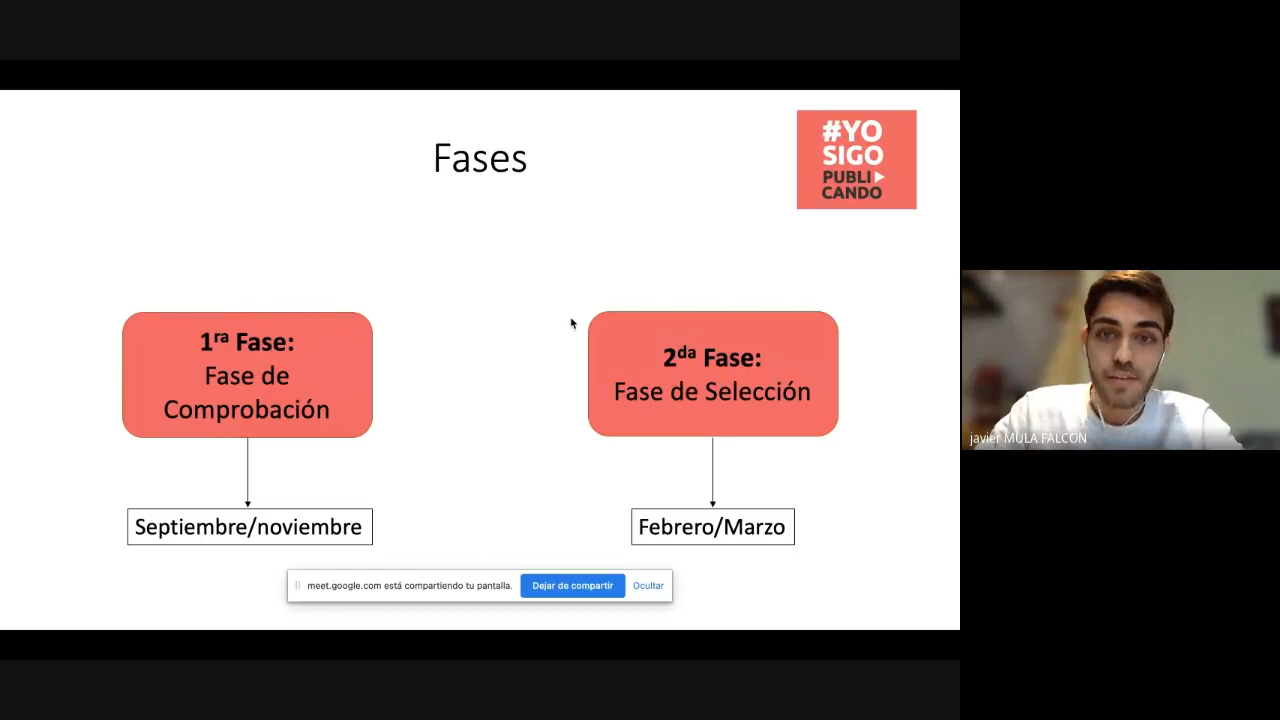 Fases
#YO
SIGO
PUBLI
CANDO
1ra Fase:
Fase de
Comprobación
2da Fase:
Fase de Selección
Septiembre/noviembre
Febrero/Marzo
meet.google.com está compartiendo tu pantalla. Dejar de compartir Ocultar
javier MULA FALCÓN